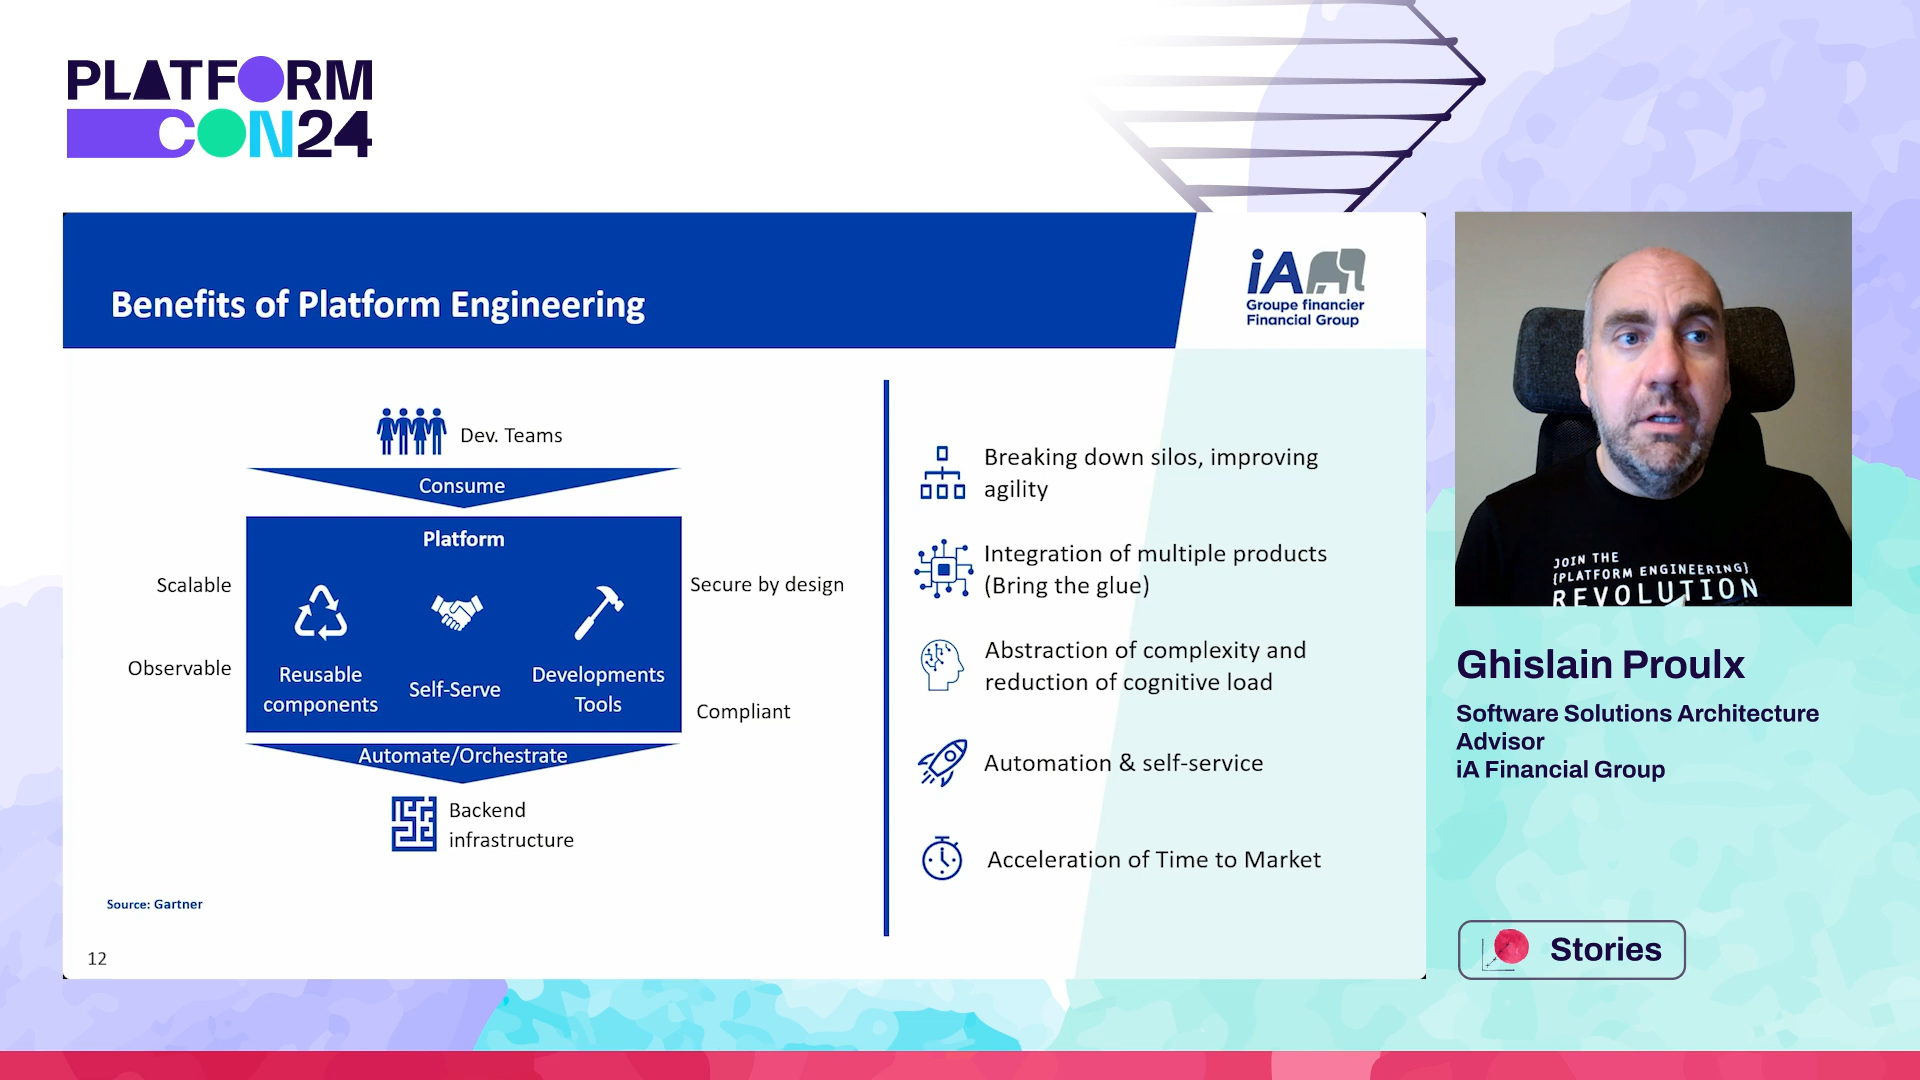 PLATFORM
CON24
Benefits of Platform Engineering
iA
Groupe financier
Financial Group
Dev. Teams
Consume
Platform
Scalable
Observable
Reusable
components
Self-Serve
Developments
Tools
Secure by design
Compliant
Automate/Orchestrate
Backend
infrastructure
Source: Gartner
12
Breaking down silos, improving
agility
Integration of multiple products
(Bring the glue)
Abstraction of complexity and
reduction of cognitive load
Automation & self-service
Acceleration of Time to Market
JOIN THE
{PLATFORM ENGINEERING}
REVOLUTION
Ghislain Proulx
Software Solutions Architecture
Advisor
iA Financial Group
Stories